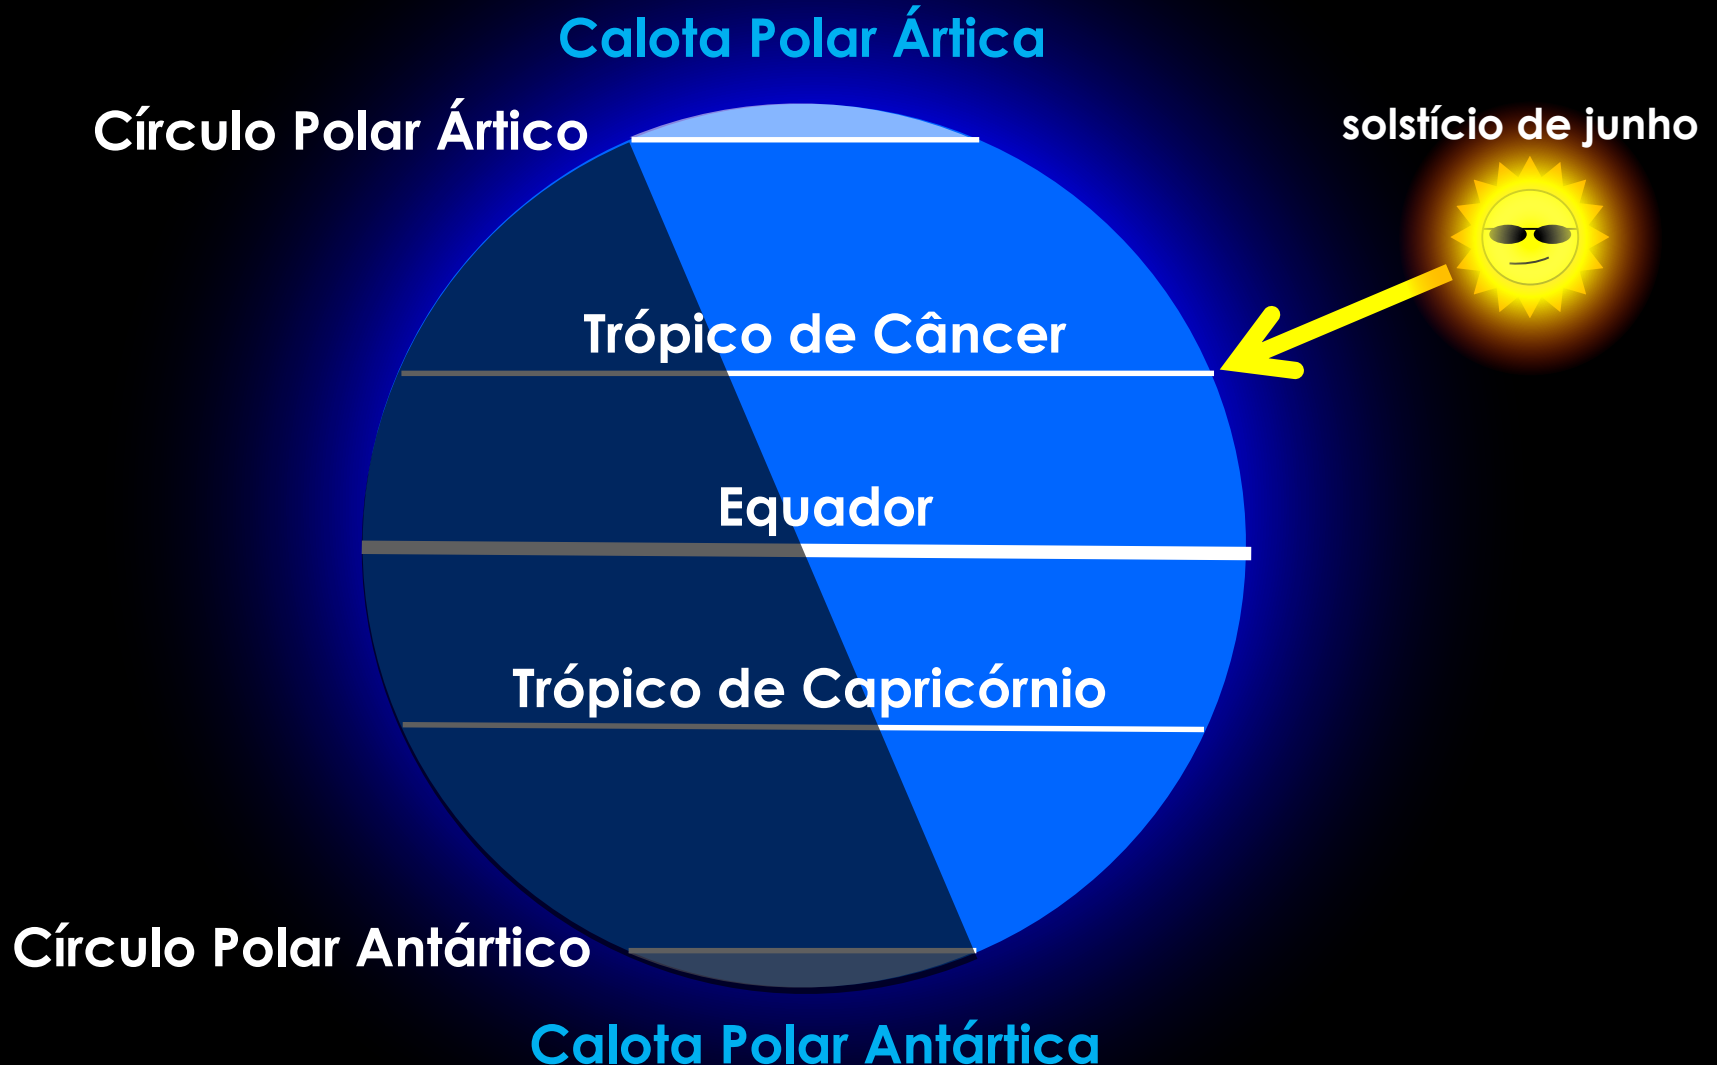 Calota Polar Ártica
Círculo Polar Ártico
solstício de junho
Trópico de Câncer
Equador
Trópico de Capricórnio
Círculo Polar Antártico
Calota Polar Antártica